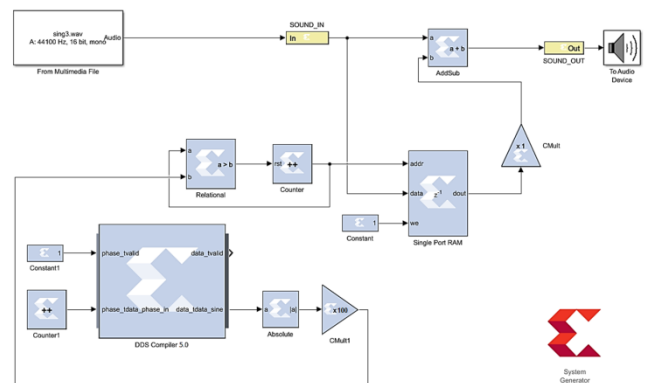 sing3.wav
A: 44100 Hz, 16 bit, mono
Audio
From Multimedia File
SOUND_IN
In
a
b
a + b
AddSub
Out
SOUND_OUT
To Audio
Device
x 1
CMult
a
b
a > b
Relational
rst
++
Counter
addr
data
we
z-1
dout
Single Port RAM
1
Constant
1
Constant1
++
Counter1
phase_tvalid
data_tvalid
phase_tdata_phase_in
data_tdata_sine
DDS Compiler 5.0
a
|a|
Absolute
x100
CMult1
System
Generator